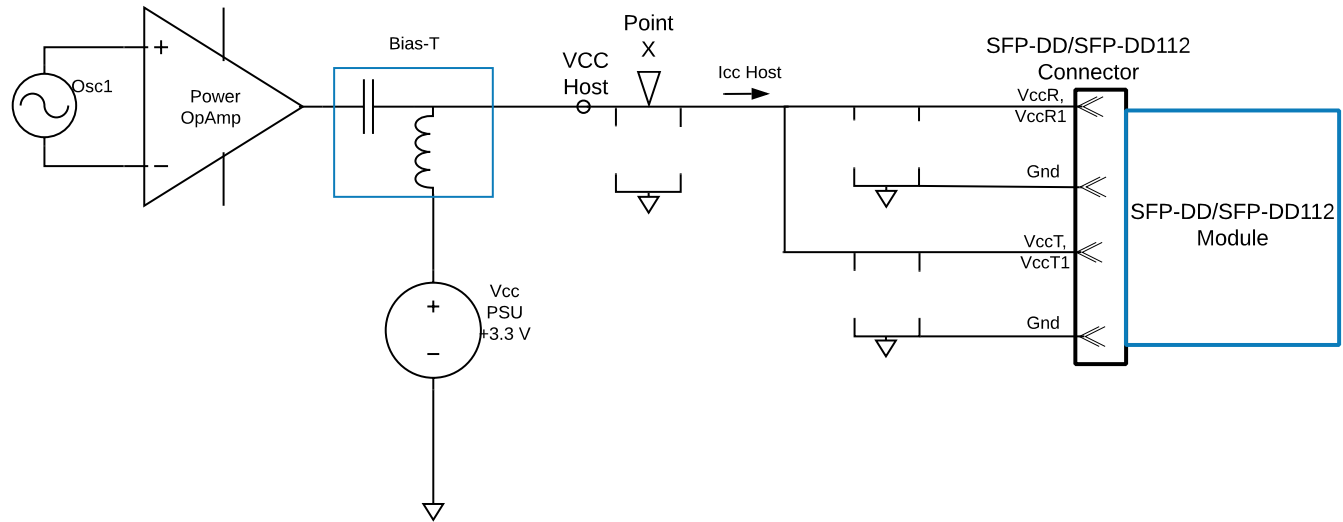 Point
X
Bias-T
VCC
Host
Icc Host
SFP-DD/SFP-DD112
Connector
Osc1
+
Power
OpAmp
−
VccR,
VccR1
Gnd
SFP-DD/SFP-DD112
Module
VccT,
VccT1
Gnd
Vcc
PSU
+3.3 V
+
−